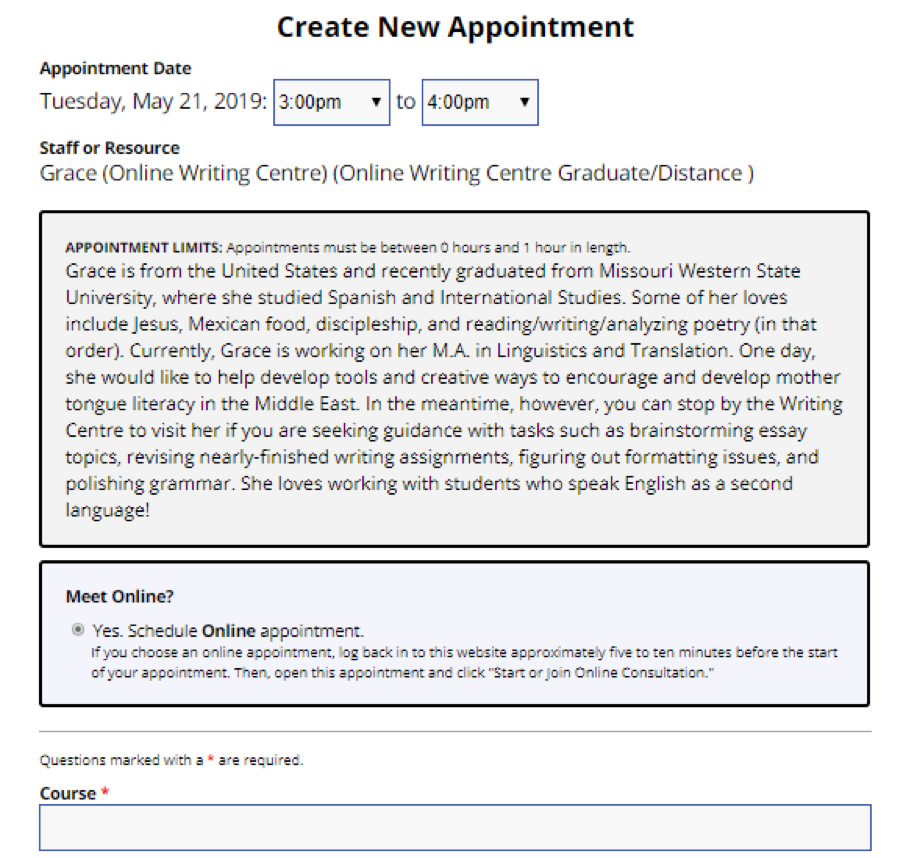 Create New Appointment
Appointment Date
Tuesday, May 21, 2019: 3:00pm ▼ to 4:00pm ▼
Staff or Resource
Grace (Online Writing Centre) (Online Writing Centre Graduate/Distance )
APPOINTMENT LIMITS: Appointments must be between 0 hours and 1 hour in length.
Grace is from the United States and recently graduated from Missouri Western State
University, where she studied Spanish and International Studies. Some of her loves
include Jesus, Mexican food, discipleship, and reading/writing/analyzing poetry (in that
order). Currently, Grace is working on her M.A. in Linguistics and Translation. One day,
she would like to help develop tools and creative ways to encourage and develop mother
tongue literacy in the Middle East. In the meantime, however, you can stop by the Writing
Centre to visit her if you are seeking guidance with tasks such as brainstorming essay
topics, revising nearly-finished writing assignments, figuring out formatting issues, and
polishing grammar. She loves working with students who speak English as a second
language!
Meet Online?
Yes. Schedule Online appointment.
If you choose an online appointment, log back in to this website approximately five to ten minutes before the start
of your appointment. Then, open this appointment and click "Start or Join Online Consultation."
Questions marked with a * are required.
Course *